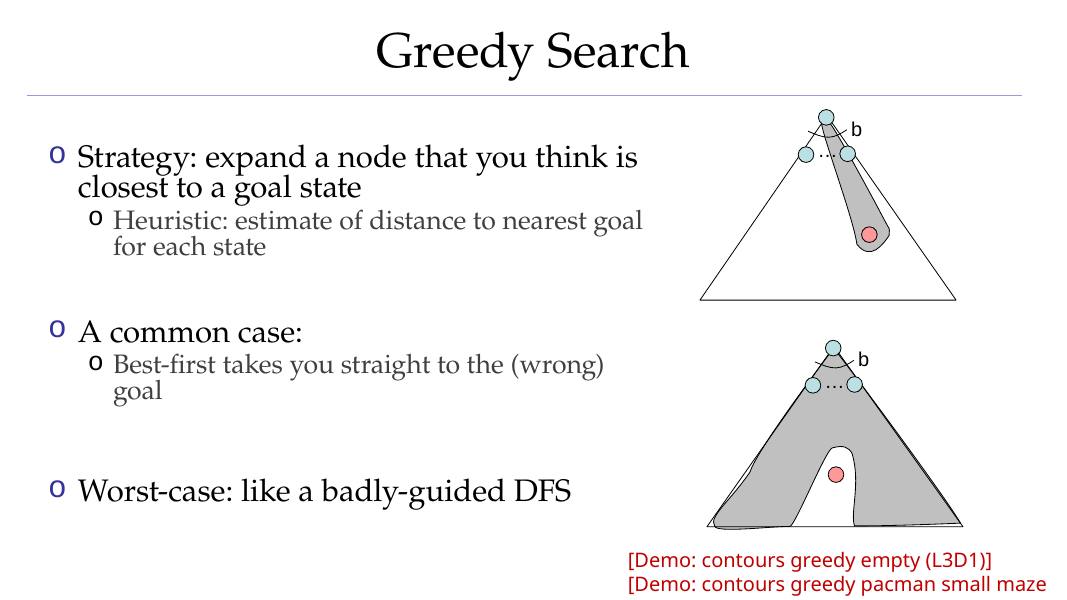 Greedy Search
o Strategy: expand a node that you think is
closest to a goal state
o Heuristic: estimate of distance to nearest goal
for each state
o A common case:
o Best-first takes you straight to the (wrong)
goal
o Worst-case: like a badly-guided DFS
b
…
b
…
[Demo: contours greedy empty (L3D1)]
[Demo: contours greedy pacman small maze